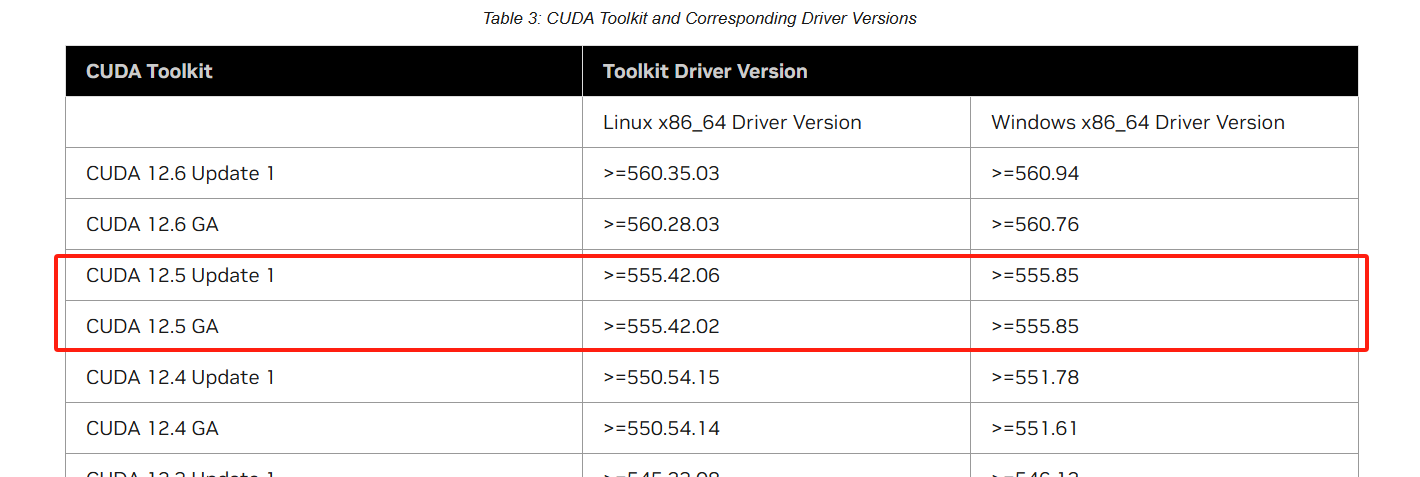 Table 3: CUDA Toolkit and Corresponding Driver Versions
CUDA Toolkit Toolkit Driver Version
Linux x86_64 Driver Version Windows x86_64 Driver Version
CUDA 12.6 Update 1 >=560.35.03 >=560.94
CUDA 12.6 GA >=560.28.03 >=560.76
CUDA 12.5 Update 1 >=555.42.06 >=555.85
CUDA 12.5 GA >=555.42.02 >=555.85
CUDA 12.4 Update 1 >=550.54.15 >=551.78
CUDA 12.4 GA >=550.54.14 >=551.61